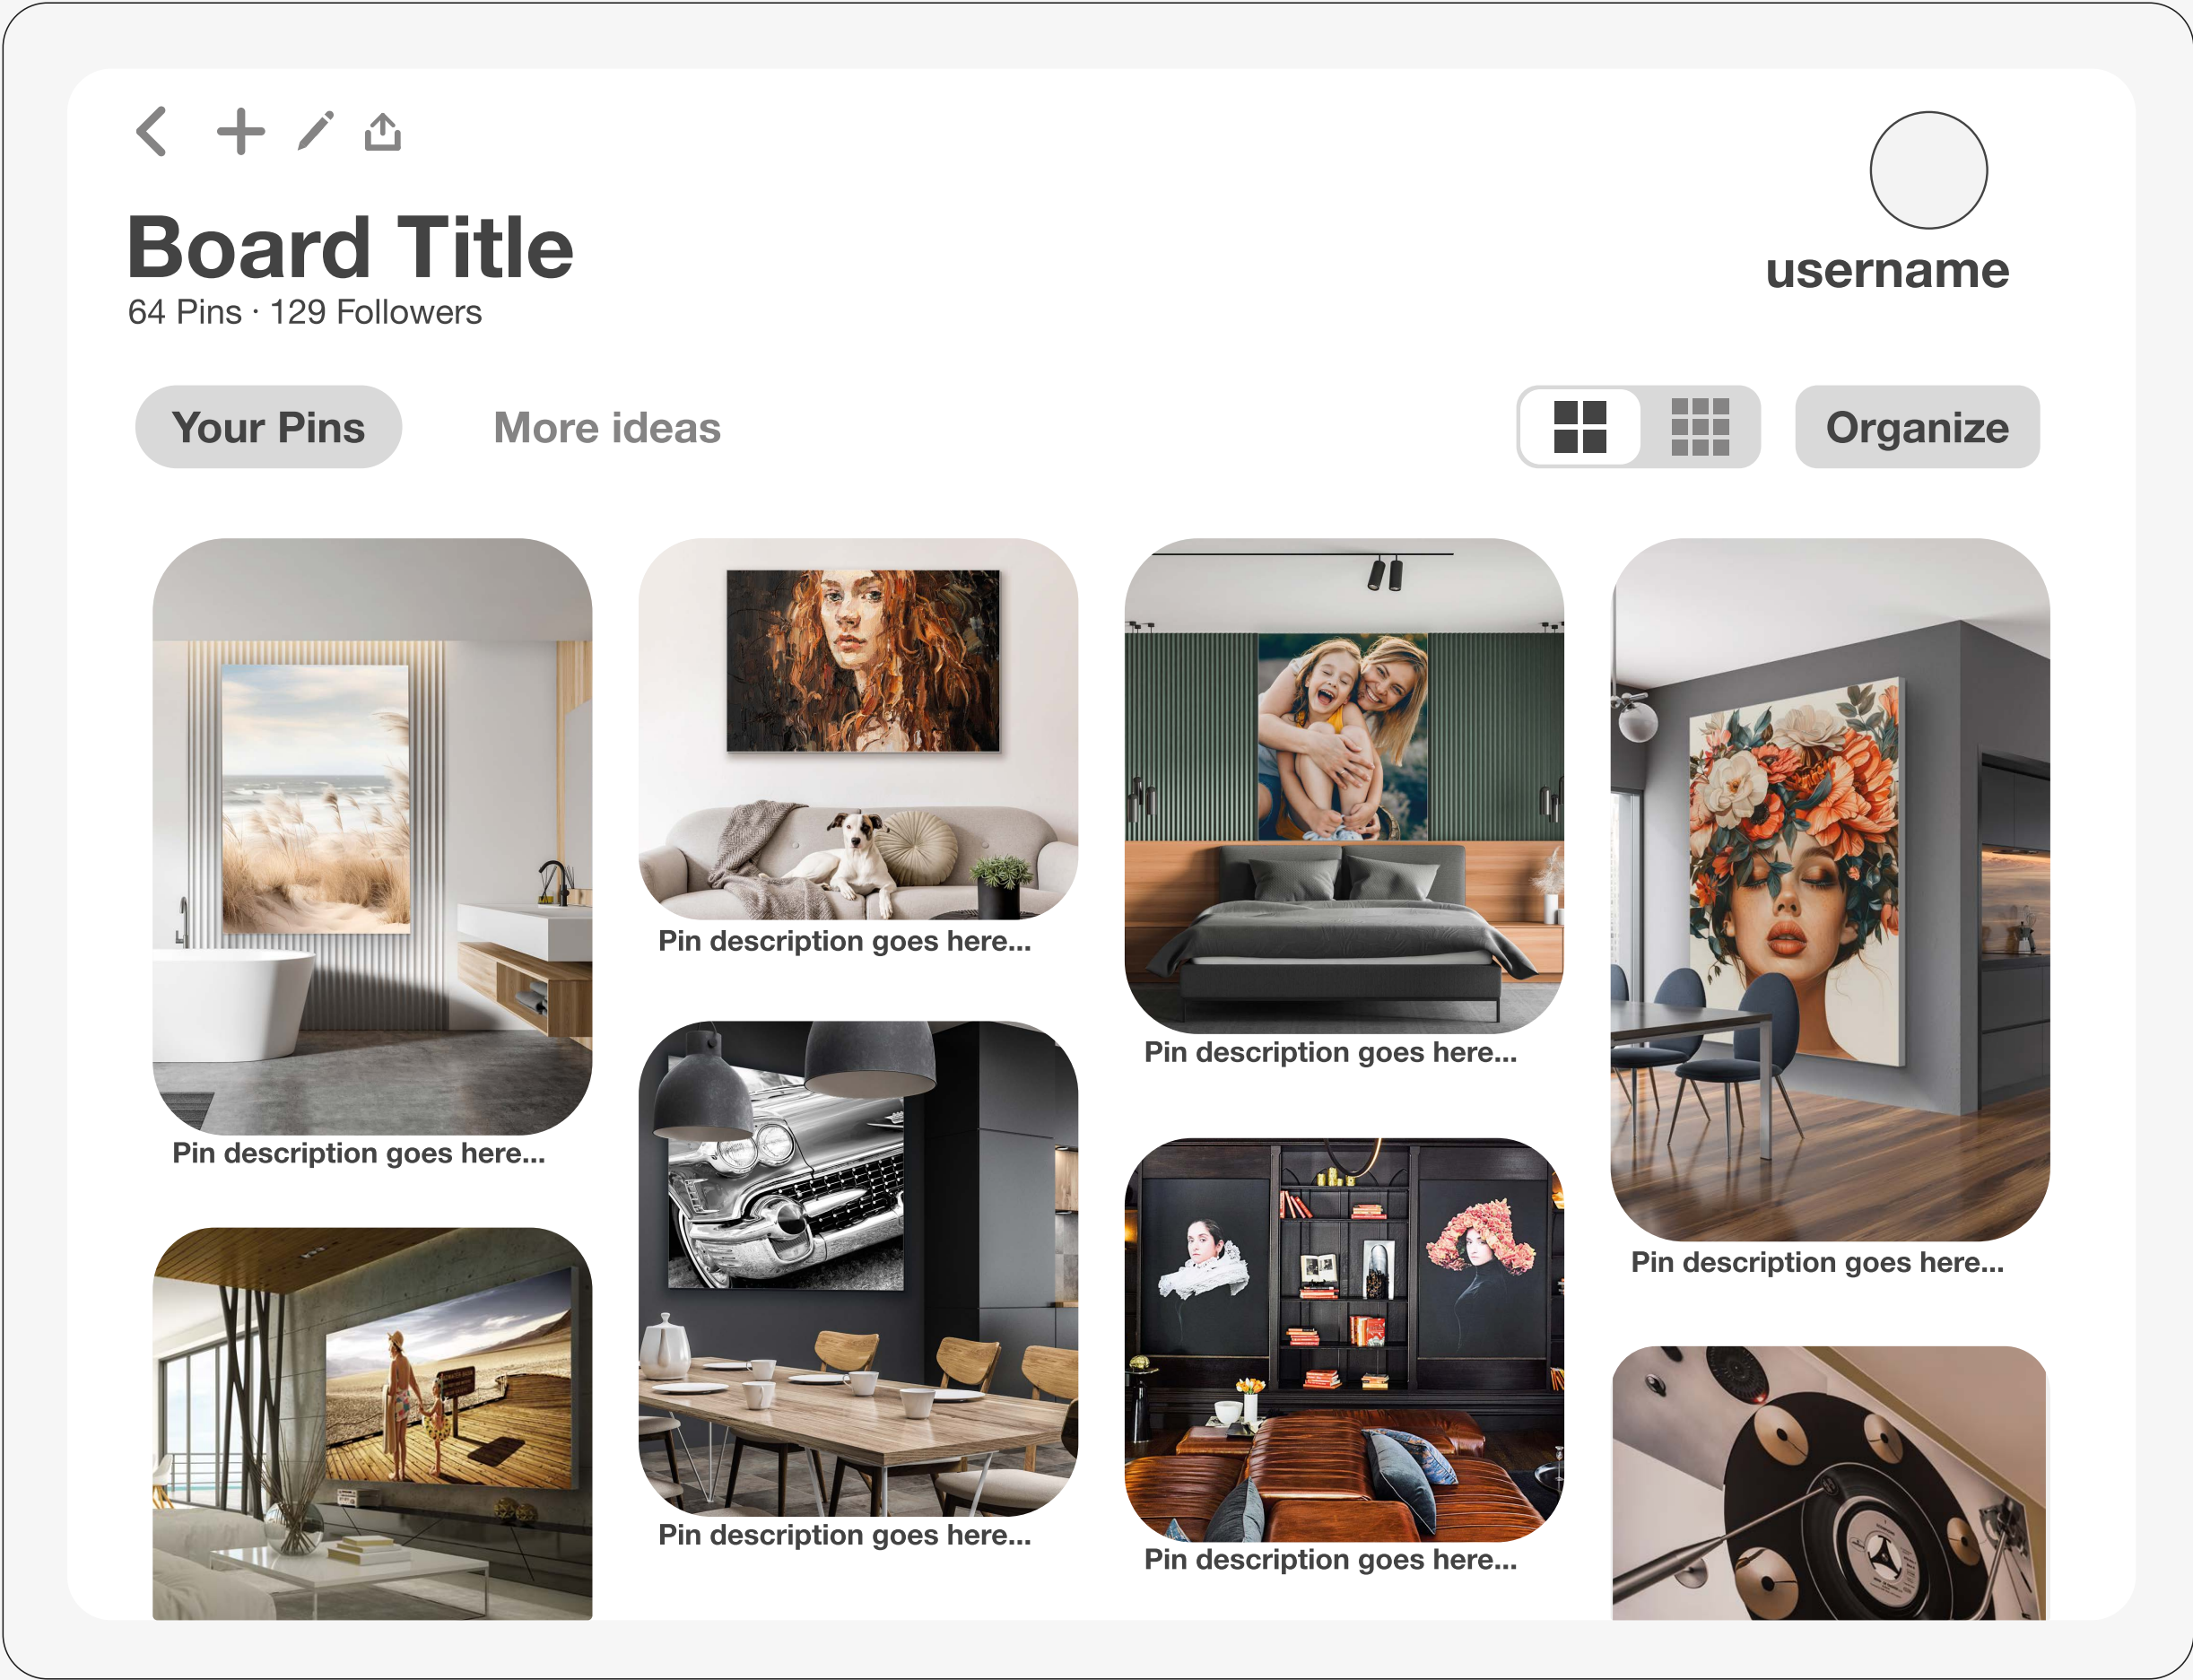 Board Title
64 Pins · 129 Followers
username
Your Pins
More ideas
Organize
Pin description goes here...
Pin description goes here...
Pin description goes here...
Pin description goes here...
Pin description goes here...
Pin description goes here...